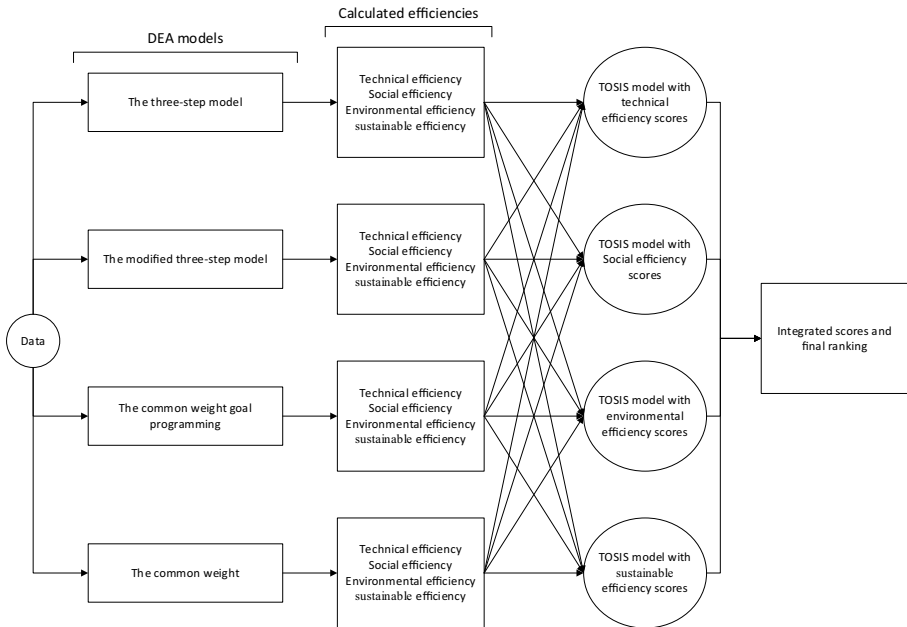 DEA models
Calculated efficiencies
Data
The three-step model
The modified three-step model
The common weight goal
programming
The common weight
Technical efficiency
Social efficiency
Environmental efficiency
sustainable efficiency
Technical efficiency
Social efficiency
Environmental efficiency
sustainable efficiency
Technical efficiency
Social efficiency
Environmental efficiency
sustainable efficiency
Technical efficiency
Social efficiency
Environmental efficiency
sustainable efficiency
TOSIS model with
technical
efficiency scores
TOSIS model with
Social efficiency
scores
TOSIS model with
environmental
efficiency scores
TOSIS model with
sustainable
efficiency scores
Integrated scores and
final ranking